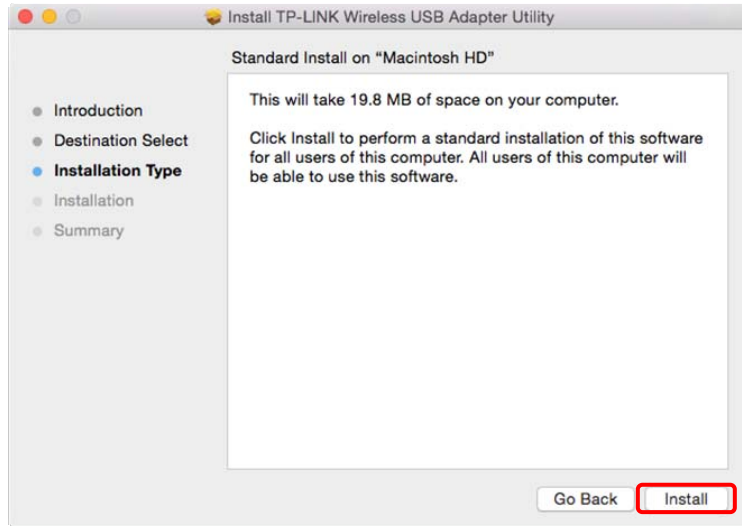 Install TP-LINK Wireless USB Adapter Utility
Standard Install on “Macintosh HD”
Introduction
Destination Select
Installation Type
Installation
Summary
This will take 19.8 MB of space on your computer.
Click Install to perform a standard installation of this software
for all users of this computer. All users of this computer will
be able to use this software.
Go Back
Install